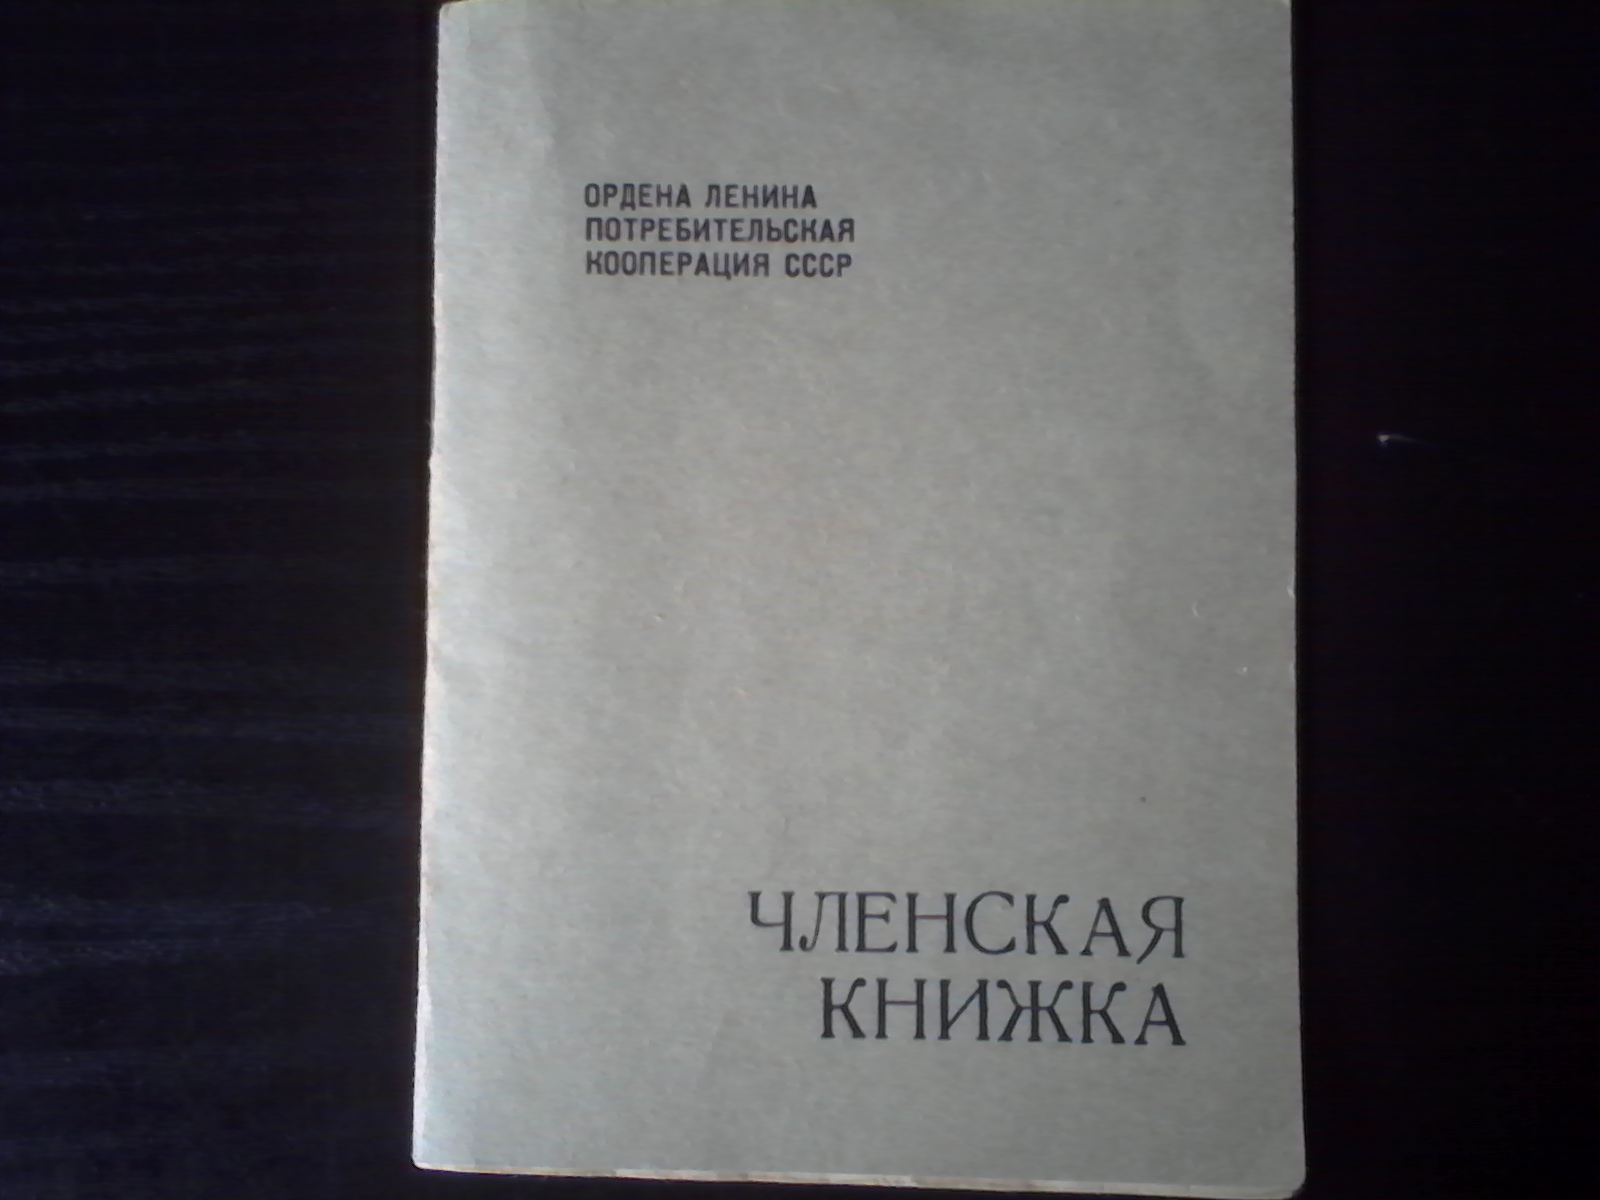 ОРДЕНА ЛЕНИНА
ПОТРЕБИТЕЛЬСКАЯ
КООПЕРАЦИЯ СССР
ЧЛЕНСКАЯ
КНИЖКА